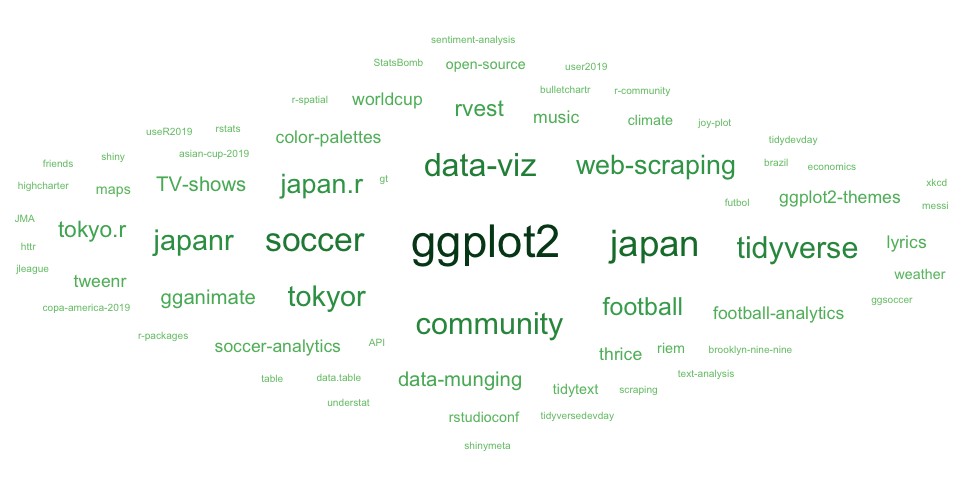 sentiment-analysis
StatsBomb open-source user2019
bulletchartr r-community
r-spatial worldcup rvest
music climate joy-plot
useR2019 rstats color-palettes tidydevday
friends shiny asian-cup-2019 data-viz web-scraping brazil economics
highcharter maps TV-shows japan.r gt ggplot2-themes xkcd
futbol messi
JMA tokyo.r japanr soccer ggplot2 japan tidyverse lyrics
httr
jleague tweenr weather
copa-america-2019 gganimate tokyor football football-analytics ggsoccer
r-packages community
soccer-analytics API thrice riem brooklyn-nine-nine
table data.table data-munging text-analysis
understat tidytext scraping
rstudioconf tidyversedevday
shinymeta